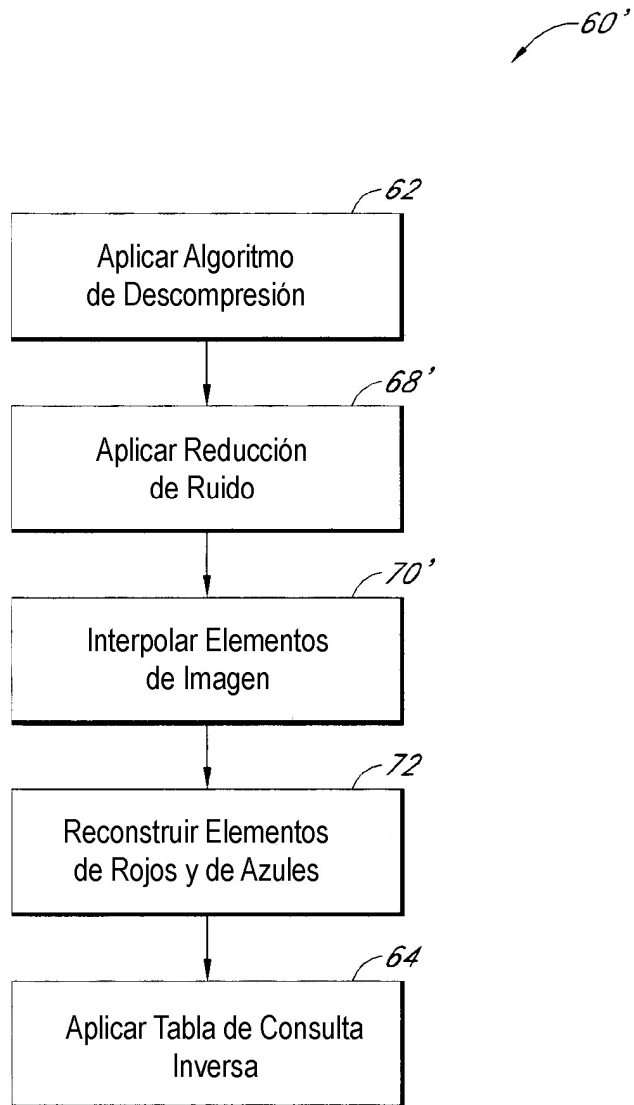 60’
62
Aplicar Algoritmo
de Descompresión
68’
Aplicar Reducción
de Ruido
70’
Interpolar Elementos
de Imagen
72
Reconstruir Elementos
de Rojos y de Azules
64
Aplicar Tabla de Consulta
Inversa